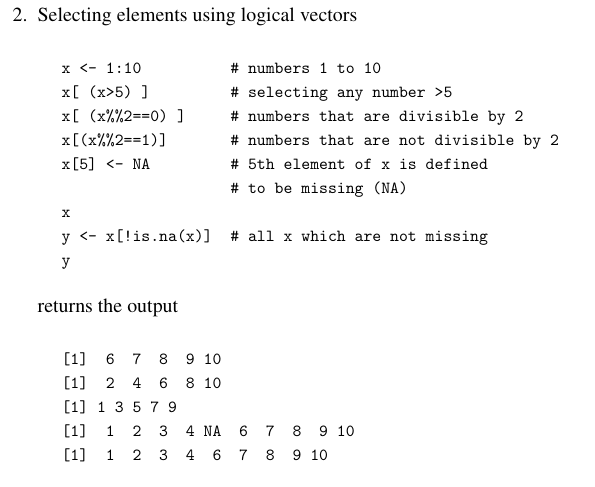 2. Selecting elements using logical vectors
x <- 1:10 # numbers 1 to 10
x[ (x>5) ] # selecting any number >5
x[ (x%%2==0) ] # numbers that are divisible by 2
x[(x%%2==1)] # numbers that are not divisible by 2
x[5] <- NA # 5th element of x is defined
# to be missing (NA)
x
y <- x[!is.na(x)] # all x which are not missing
y
returns the output
[1] 6 7 8 9 10
[1] 2 4 6 8 10
[1] 1 3 5 7 9
[1] 1 2 3 4 NA 6 7 8 9 10
[1] 1 2 3 4 6 7 8 9 10